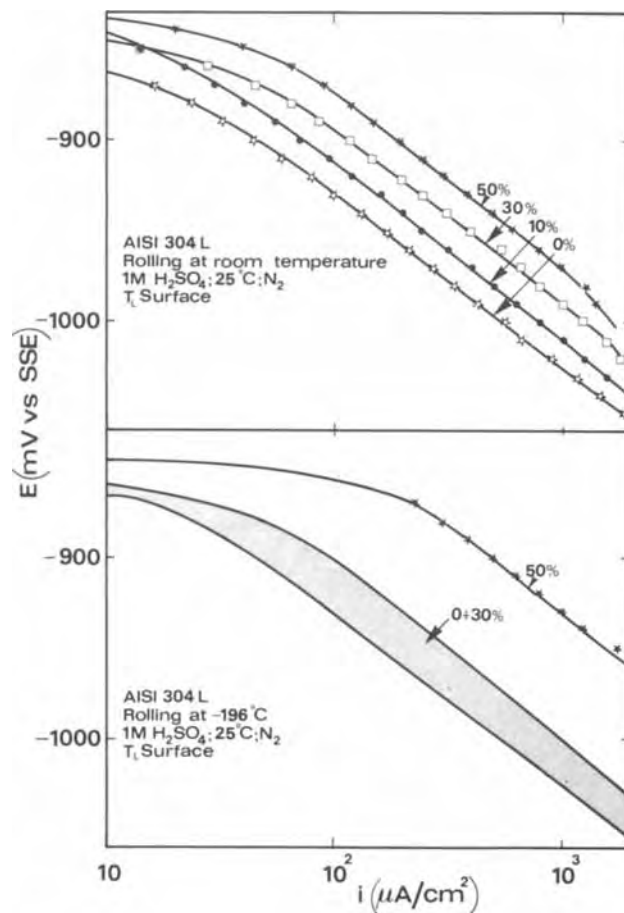 -900
-1000
50%
30%
10%
0%
AISI 304 L
Rolling at room temperature
1M H₂SO₄; 25°C; N₂
T_L Surface
E (mV vs SSE)
-900
-1000
50%
0÷30%
AISI 304 L
Rolling at -196°C
1M H₂SO₄; 25°C; N₂
T_L Surface
10
10²
10³
i (μA/cm²)